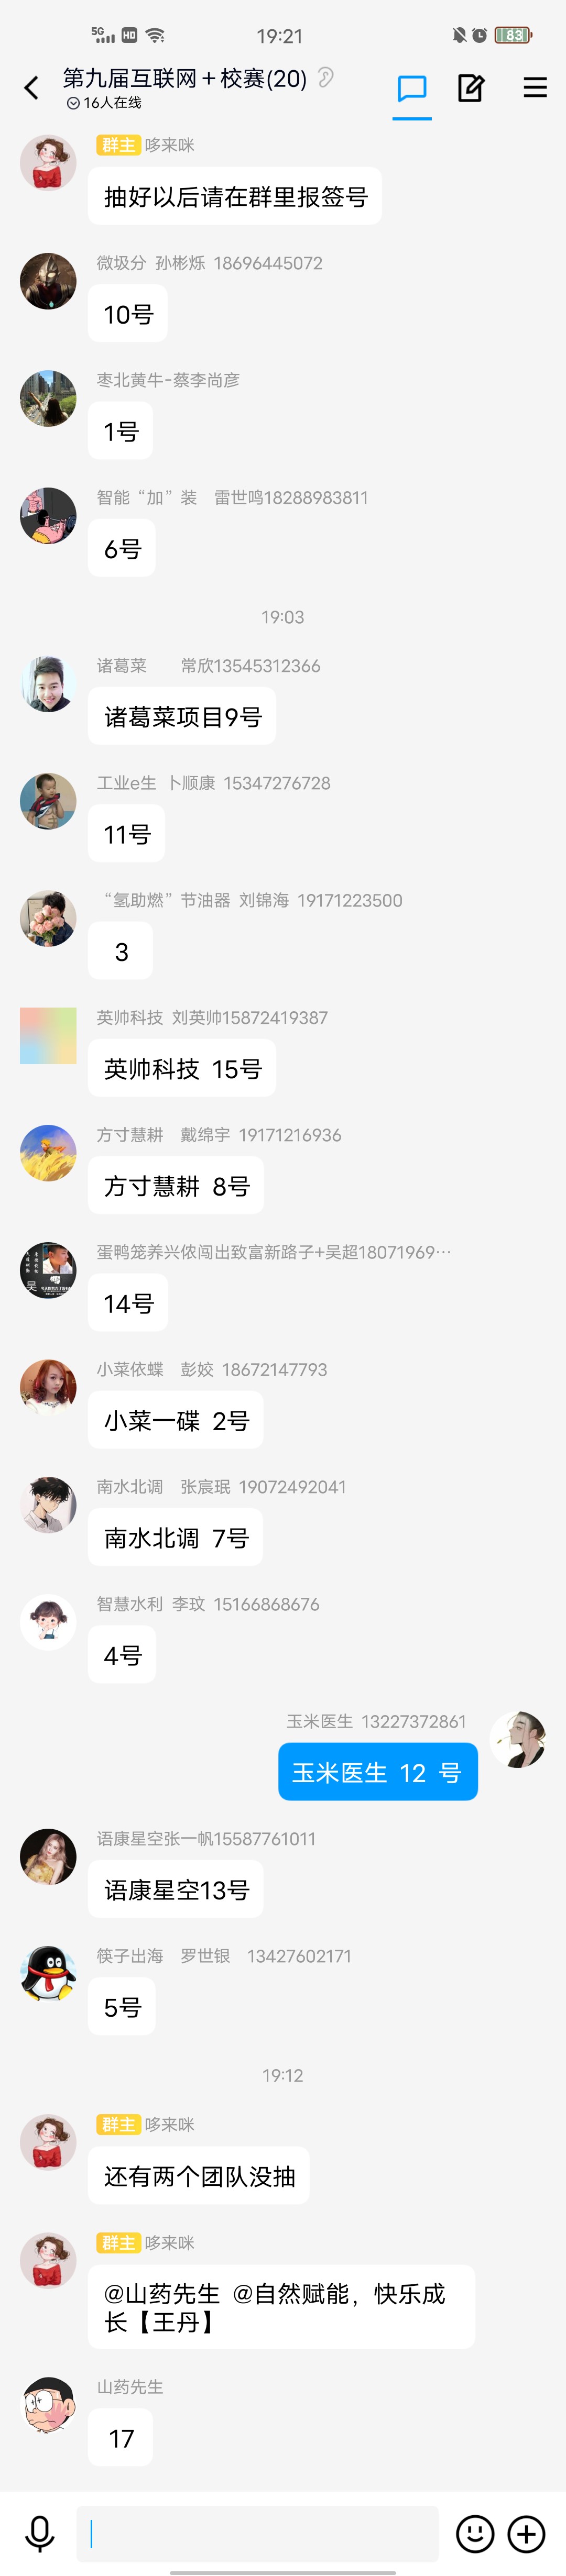 5G HD 19:21 83
第九届互联网＋校赛(20)
16人在线
群主 哆来咪
抽好以后请在群里报签号
微圾分 孙彬烁 18696445072
10号
枣北黄牛-蔡李尚彦
1号
智能“加”装 雷世鸣18288983811
6号
19:03
诸葛菜 常欣13545312366
诸葛菜项目9号
工业e生 卜顺康 15347276728
11号
“氢助燃”节油器 刘锦海 19171223500
3
英帅科技 刘英帅15872419387
英帅科技 15号
方寸慧耕 戴绵宇 19171216936
方寸慧耕 8号
蛋鸭笼养兴侬闯出致富新路子+吴超18071969…
14号
小菜依蝶 彭姣 18672147793
小菜一碟 2号
南水北调 张宸珉 19072492041
南水北调 7号
智慧水利 李玟 15166868676
4号
玉米医生 13227372861
玉米医生 12 号
语康星空张一帆15587761011
语康星空13号
筷子出海 罗世银 13427602171
5号
19:12
群主 哆来咪
还有两个团队没抽
群主 哆来咪
@山药先生 @自然赋能，快乐成
长【王丹】
山药先生
17